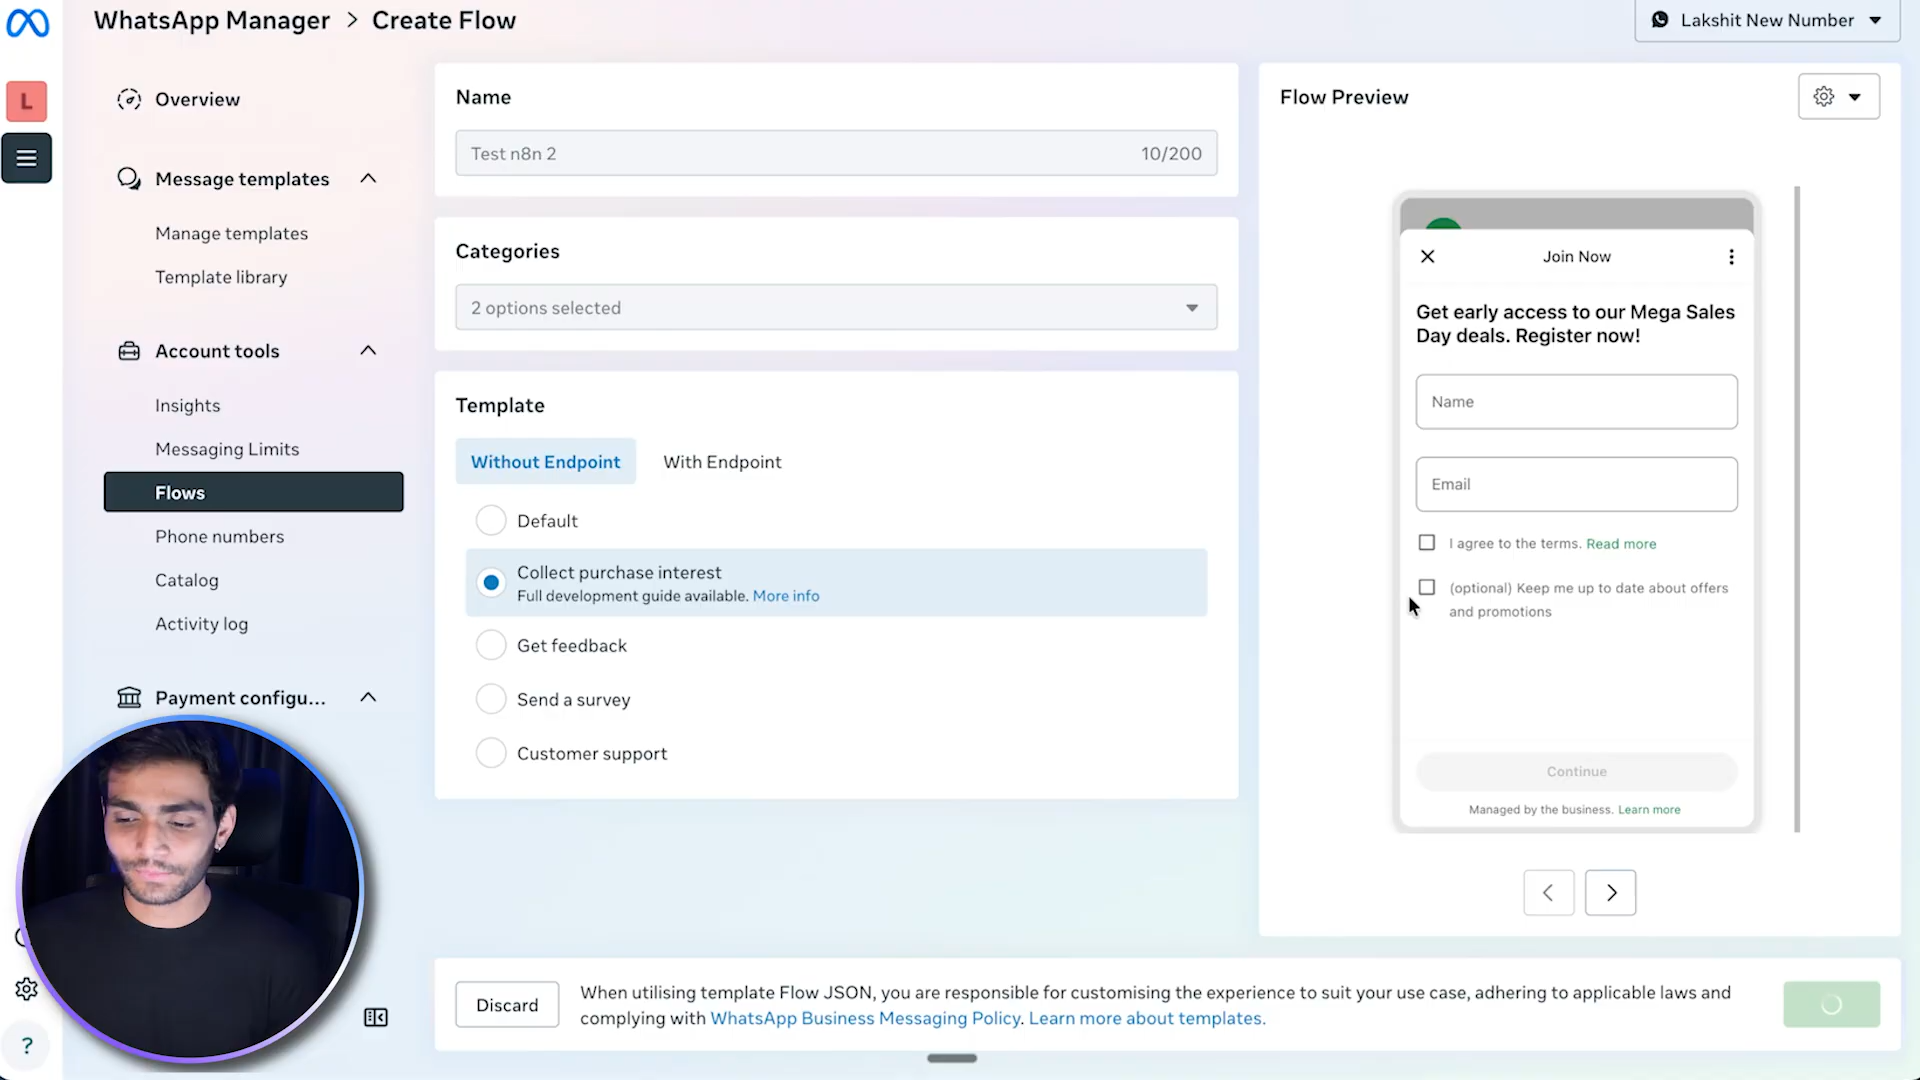 WhatsApp Manager > Create Flow
Lakshit New Number
L
Overview
Message templates
Manage templates
Template library
Account tools
Insights
Messaging Limits
Flows
Phone numbers
Catalog
Activity log
Payment configu...
?
Name
Test n8n 2
10/200
Categories
2 options selected
Template
Without Endpoint
With Endpoint
Default
Collect purchase interest
Full development guide available. More info
Get feedback
Send a survey
Customer support
Flow Preview
Join Now
Get early access to our Mega Sales
Day deals. Register now!
Name
Email
I agree to the terms. Read more
(optional) Keep me up to date about offers
and promotions
Continue
Managed by the business. Learn more
Discard
When utilising template Flow JSON, you are responsible for customising the experience to suit your use case, adhering to applicable laws and
complying with WhatsApp Business Messaging Policy. Learn more about templates.